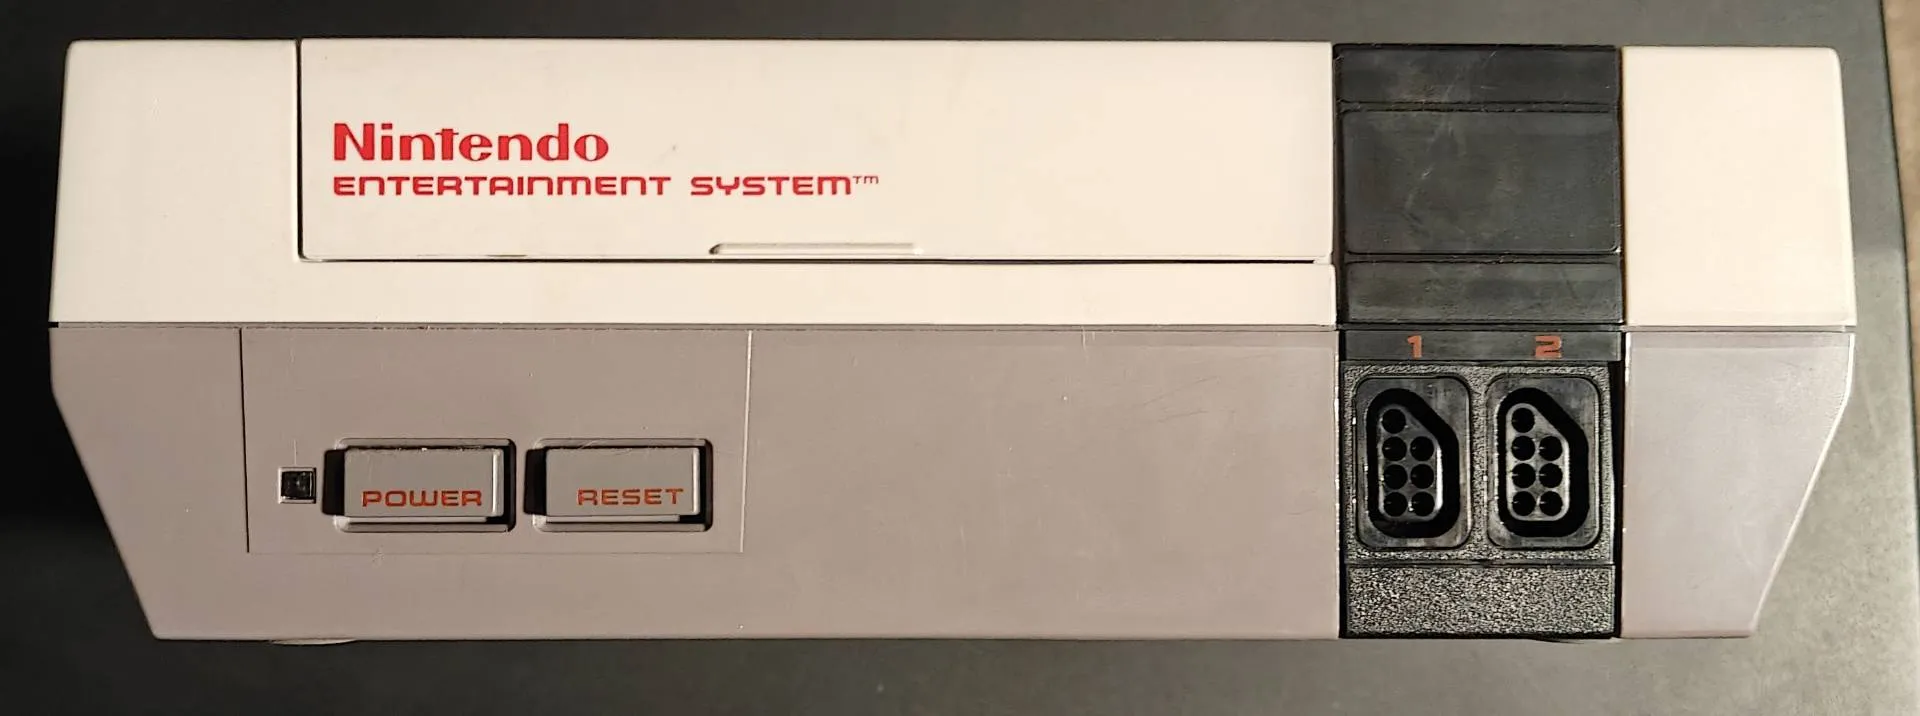 Nintendo
ENTERTAINMENT SYSTEM™
1 2
POWER RESET